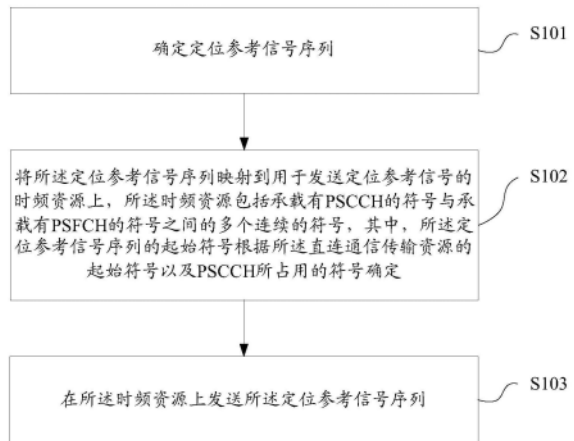 确定定位参考信号序列
S101
将所述定位参考信号序列映射到用于发送定位参考信号的
时频资源上，所述时频资源包括承载有PSCCH的符号与承
载有PSFCH的符号之间的多个连续的符号，其中，所述定
位参考信号序列的起始符号根据所述直连通信传输资源的
起始符号以及PSCCH所占用的符号确定
S102
在所述时频资源上发送所述定位参考信号序列
S103